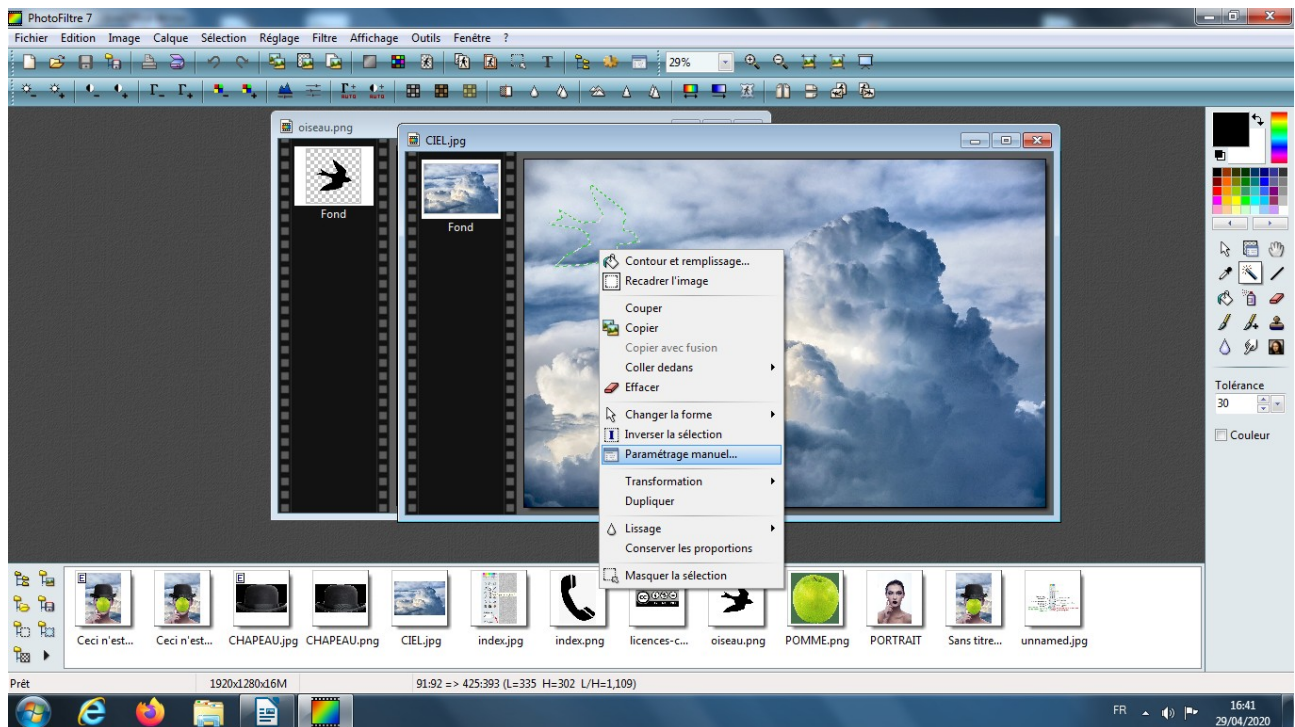 PhotoFiltre 7
Fichier Edition Image Calque Sélection Réglage Filtre Affichage Outils Fenêtre ?
29%
oiseau.png
CIEL.jpg
Fond
Fond
Contour et remplissage...
Recadrer l'image
Couper
Copier
Copier avec fusion
Coller dedans
Effacer
Changer la forme
Inverser la sélection
Paramétrage manuel...
Transformation
Dupliquer
Lissage
Conserver les proportions
Masquer la sélection
Tolérance
30
Couleur
Ceci n'est... Ceci n'est... CHAPEAU.jpg CHAPEAU.png CIEL.jpg index.jpg index.png licences-c... oiseau.png POMME.png PORTRAIT Sans titre... unnamed.jpg
Prêt 1920x1280x16M 91:92 => 425:393 (L=335 H=302 L/H=1,109)
FR 16:41
29/04/2020